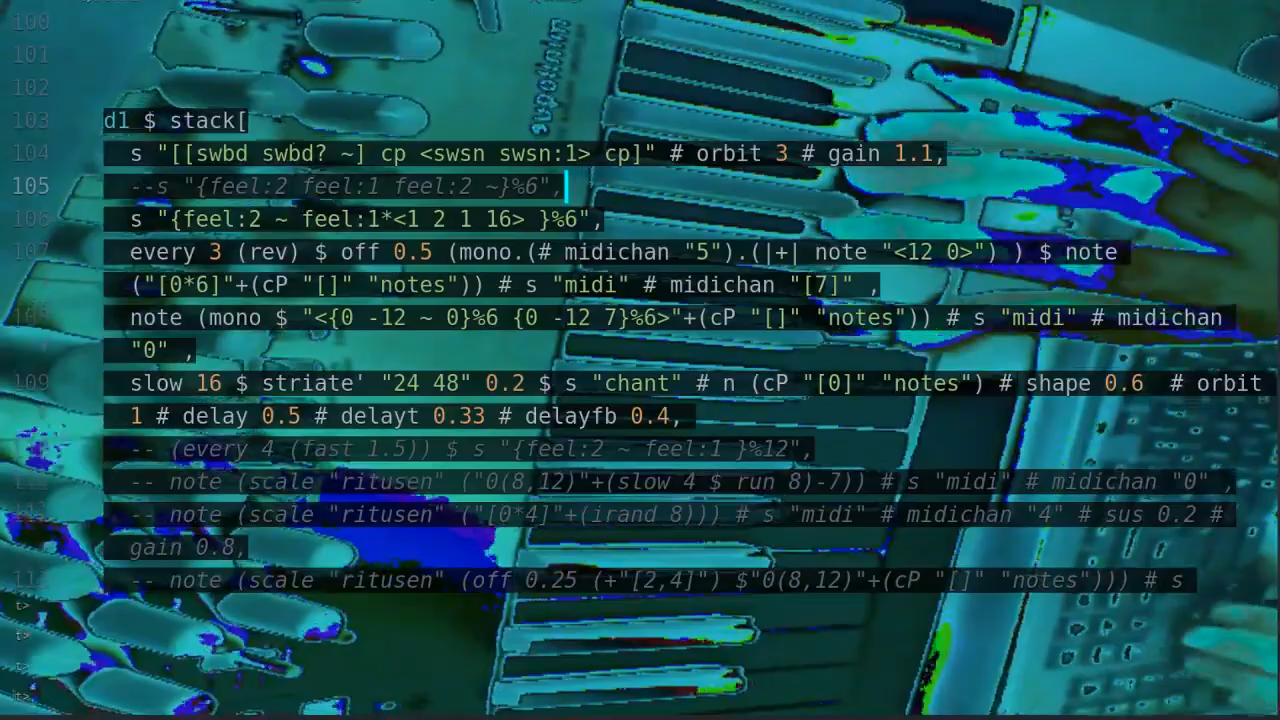 100
101
102
103 d1 $ stack[
104 s "[[swbd swbd? ~] cp <swsn swsn:1> cp]" # orbit 3 # gain 1.1,
105 --s "{feel:2 feel:1 feel:2 ~}%6",
106 s "{feel:2 ~ feel:1*<1 2 1 16> }%6",
107 every 3 (rev) $ off 0.5 (mono.(# midichan "5").(|+| note "<12 0>") ) $ note
("[0*6]"+(cP "[]" "notes")) # s "midi" # midichan "[7]" ,
108 note (mono $ "<{0 -12 ~ 0}%6 {0 -12 7}%6>"+(cP "[]" "notes")) # s "midi" # midichan
"0" ,
109 slow 16 $ striate' "24 48" 0.2 $ s "chant" # n (cP "[0]" "notes") # shape 0.6  # orbit
1 # delay 0.5 # delayt 0.33 # delayfb 0.4,
-- (every 4 (fast 1.5)) $ s "{feel:2 ~ feel:1 }%12",
-- note (scale "ritusen" ("0(8,12)"+(slow 4 $ run 8)-7)) # s "midi" # midichan "0" ,
-- note (scale "ritusen" ("[0*4]"+(irand 8))) # s "midi" # midichan "4" # sus 0.2 #
gain 0.8,
-- note (scale "ritusen" (off 0.25 (+"[2,4]") $"0(8,12)"+(cP "[]" "notes"))) # s
t>
t>
t>
t>